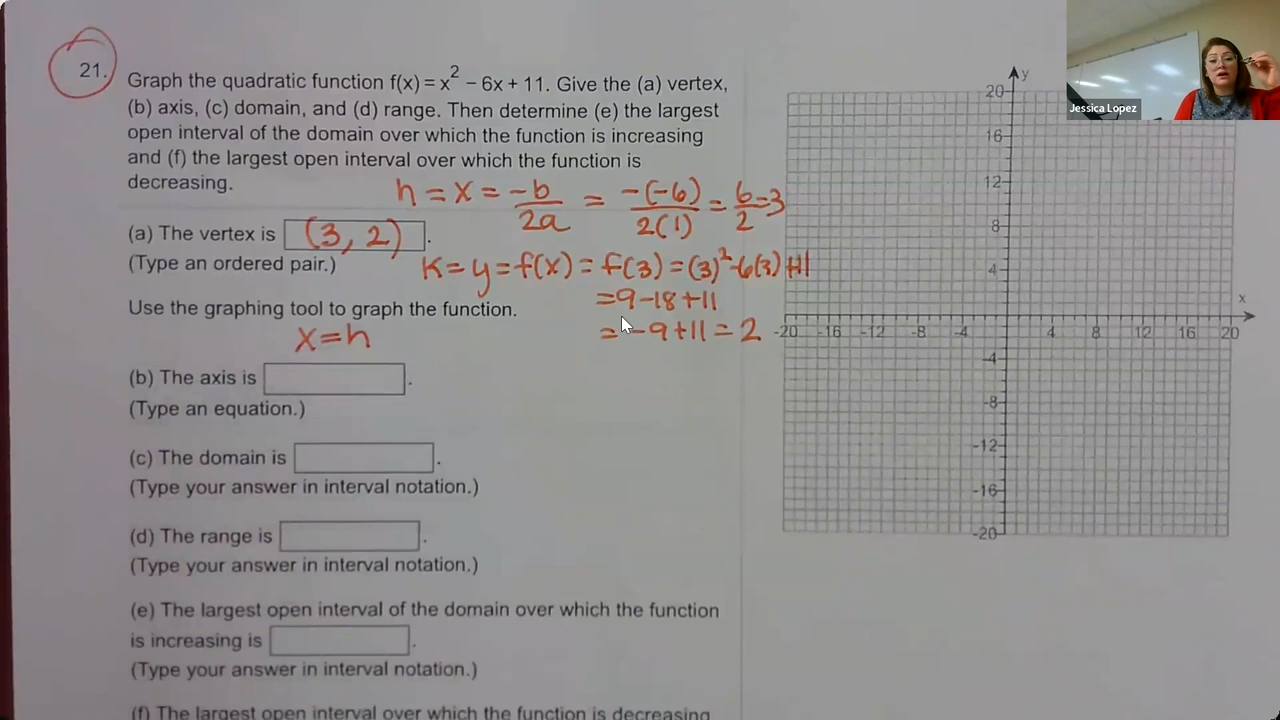 21.
Graph the quadratic function f(x) = x² − 6x + 11. Give the (a) vertex,
(b) axis, (c) domain, and (d) range. Then determine (e) the largest
open interval of the domain over which the function is increasing
and (f) the largest open interval over which the function is
decreasing.
h = x = -b/2a = -(-6)/2(1) = 6/2 = 3
(a) The vertex is (3, 2).
(Type an ordered pair.)
K = y = f(x) = f(3) = (3)² - 6(3) + 11
= 9 - 18 + 11
= -9 + 11 = 2
Use the graphing tool to graph the function.
x = h
(b) The axis is .
(Type an equation.)
(c) The domain is .
(Type your answer in interval notation.)
(d) The range is .
(Type your answer in interval notation.)
(e) The largest open interval of the domain over which the function
is increasing is .
(Type your answer in interval notation.)
(f) The largest open interval over which the function is decreasing
y
20
16
12
8
4
x
-20 -16 -12 -8 -4 4 8 12 16 20
-4
-8
-12
-16
-20
Jessica Lopez